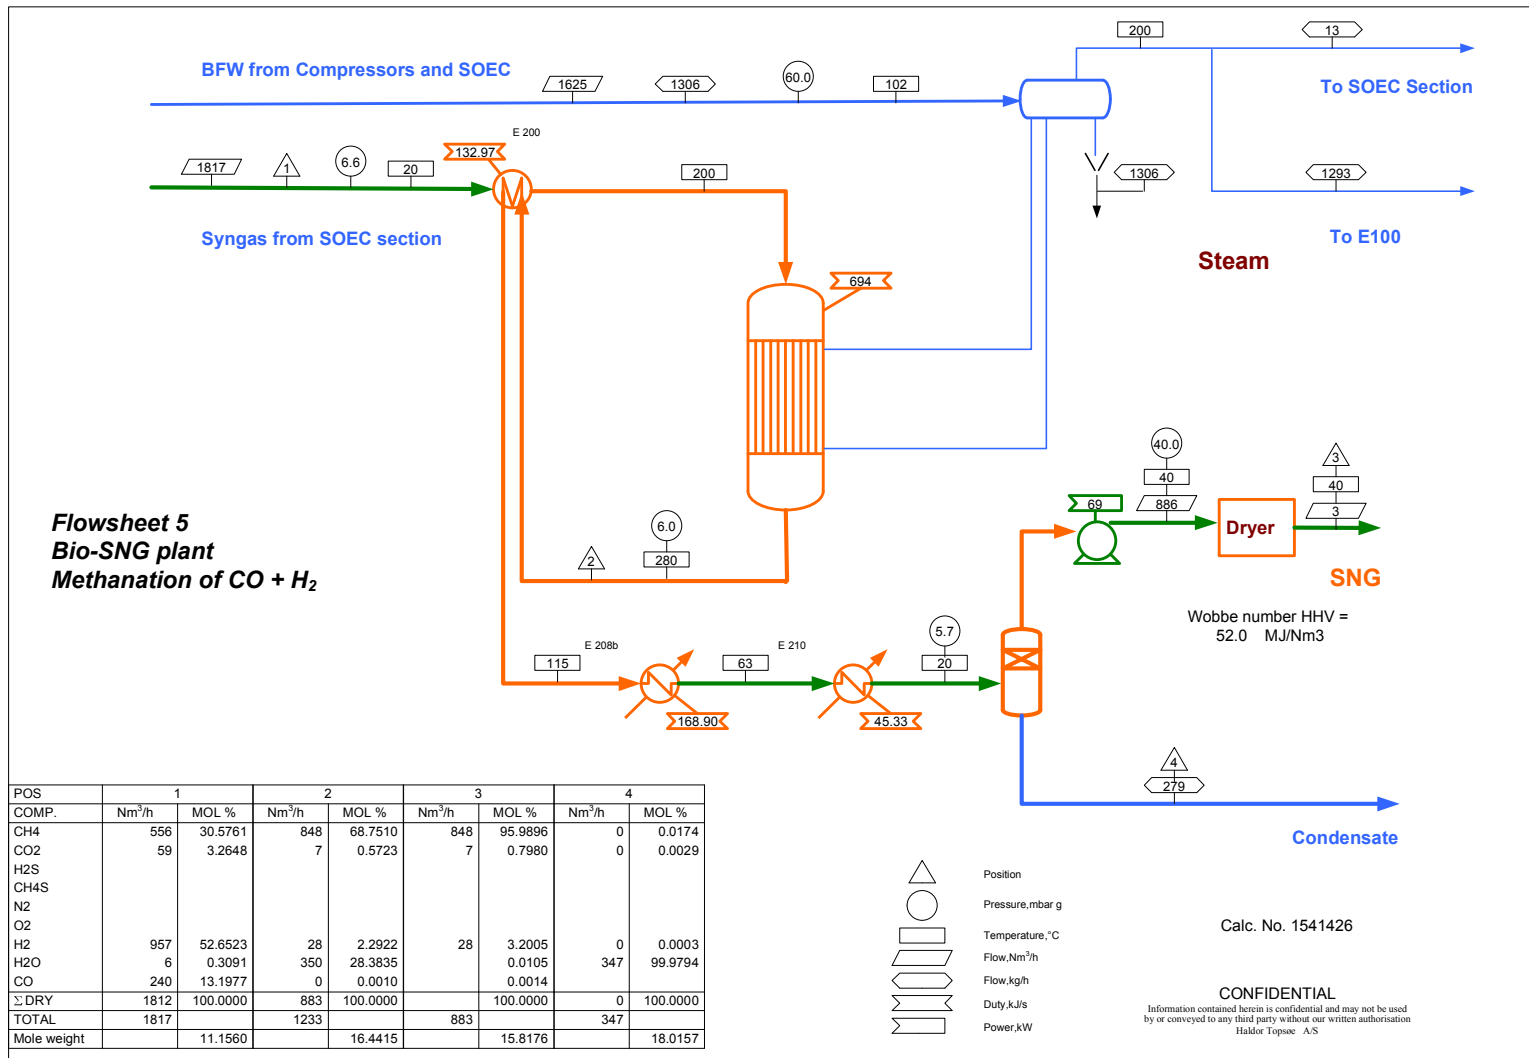 200
13
BFW from Compressors and SOEC
1625
1306
60.0
102
To SOEC Section
E 200
132.97
1817
1
6.6
20
200
1306
1293
Syngas from SOEC section
To E100
Steam
694
40.0
3
40
40
69
886
3
Dryer
Flowsheet 5
Bio-SNG plant
Methanation of CO + H₂
6.0
2
280
SNG
Wobbe number HHV =
52.0 MJ/Nm3
E 208b
E 210
5.7
115
63
20
168.90
45.33
4
279
Condensate
POS 1 2 3 4
COMP. Nm³/h MOL % Nm³/h MOL % Nm³/h MOL % Nm³/h MOL %
CH4 556 30.5761 848 68.7510 848 95.9896 0 0.0174
CO2 59 3.2648 7 0.5723 7 0.7980 0 0.0029
H2S
CH4S
N2
O2
H2 957 52.6523 28 2.2922 28 3.2005 0 0.0003
H2O 6 0.3091 350 28.3835 0.0105 347 99.9794
CO 240 13.1977 0 0.0010 0.0014
Σ DRY 1812 100.0000 883 100.0000 100.0000 0 100.0000
TOTAL 1817 1233 883 347
Mole weight 11.1560 16.4415 15.8176 18.0157
Position
Pressure,mbar g
Temperature,°C
Flow,Nm³/h
Flow,kg/h
Duty,kJ/s
Power,kW
Calc. No. 1541426
CONFIDENTIAL
Information contained herein is confidential and may not be used
by or conveyed to any third party without our written authorisation
Haldor Topsøe A/S